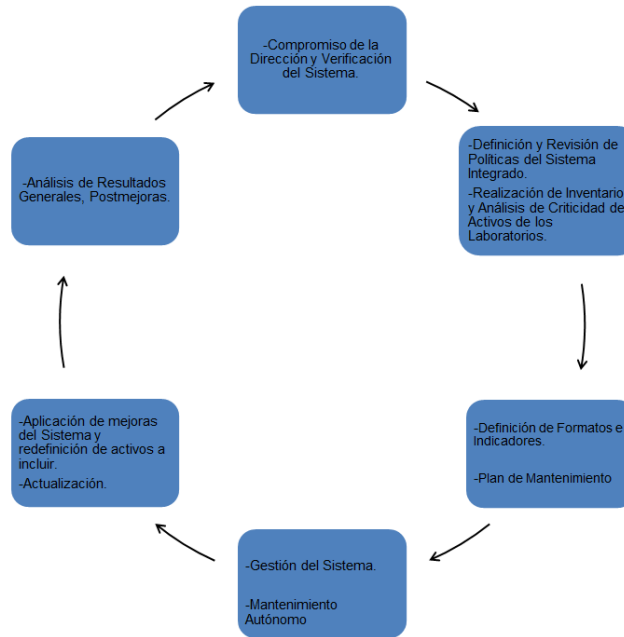 -Compromiso de la
Dirección y Verificación
del Sistema.
-Definición y Revisión de
Políticas del Sistema
Integrado.
-Realización de Inventario
y Análisis de Criticidad de
Activos de los
Laboratorios.
-Definición de Formatos e
Indicadores.
-Plan de Mantenimiento
-Gestión del Sistema.
-Mantenimiento
Autónómo
-Aplicación de mejoras
del Sistema y
redefinición de activos a
incluir.
-Actualización.
-Análisis de Resultados
Generales, Postmejoras.